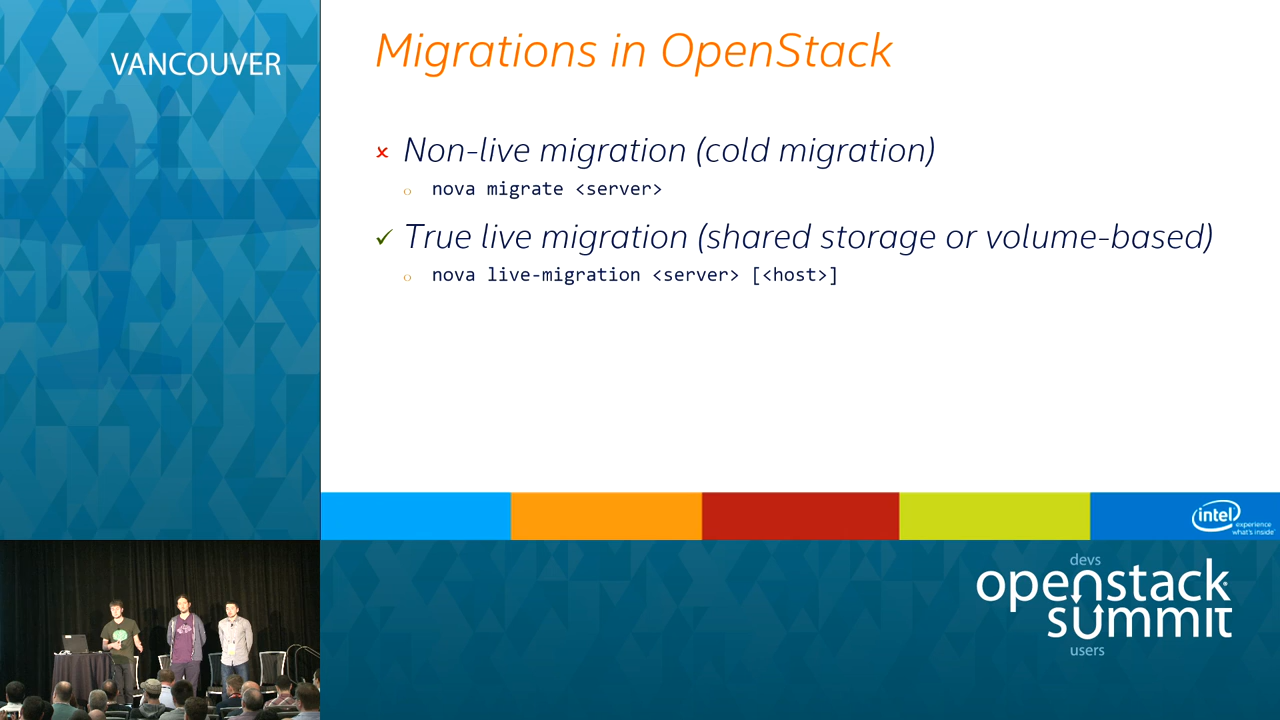 VANCOUVER
Migrations in OpenStack
Non-live migration (cold migration)
nova migrate <server>
True live migration (shared storage or volume-based)
nova live-migration <server> [<host>]
intel
experience
what's inside
devs
openstack
summit
users